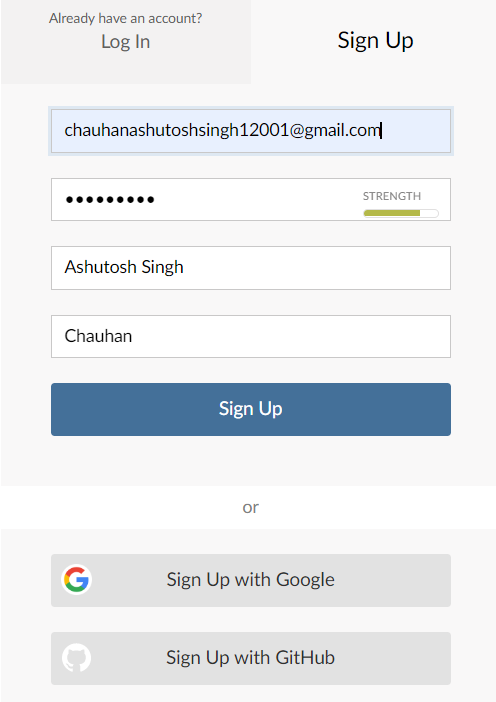 Already have an account?
Log In
Sign Up
chauhanashutoshsingh12001@gmail.com
•••••••••
STRENGTH
Ashutosh Singh
Chauhan
Sign Up
or
Sign Up with Google
Sign Up with GitHub